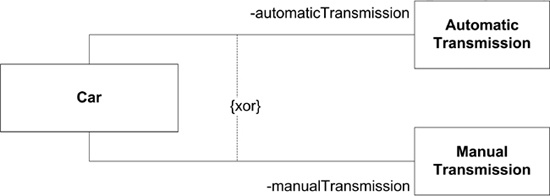 -automaticTransmission
Automatic
Transmission
Car
{xor}
Manual
Transmission
-manualTransmission